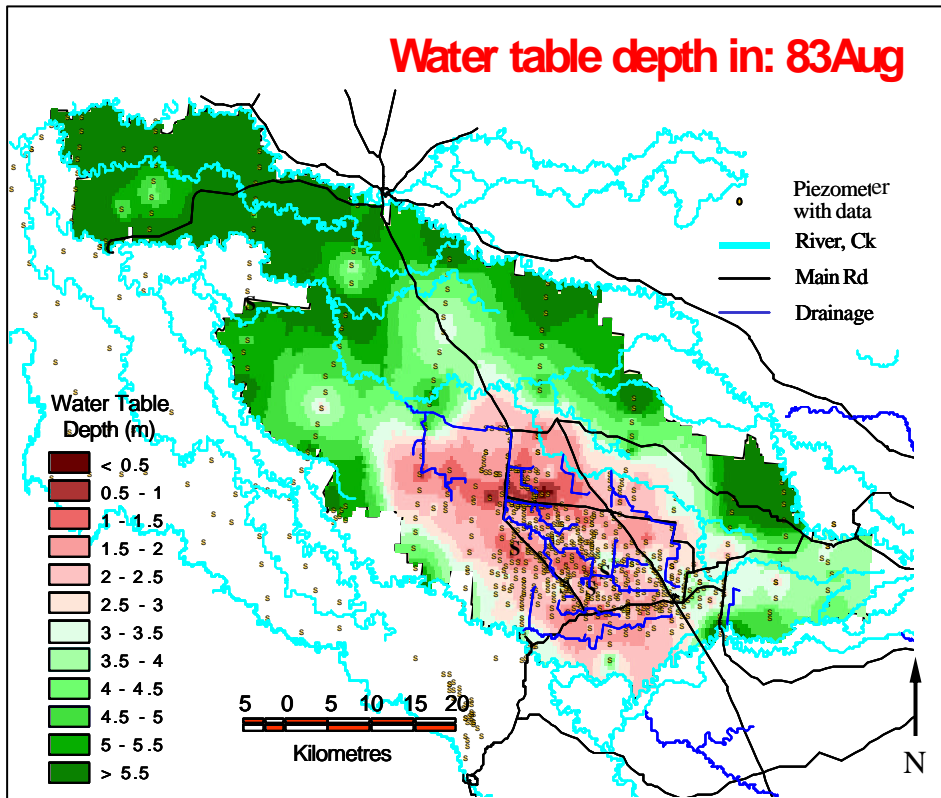 Water table depth in: 83Aug
Piezometer
with data
River, Ck
Main Rd
Drainage
Water Table
Depth (m)
< 0.5
0.5 - 1
1 - 1.5
1.5 - 2
2 - 2.5
2.5 - 3
3 - 3.5
3.5 - 4
4 - 4.5
4.5 - 5
5 - 5.5
> 5.5
5 0 5 10 15 20
Kilometres
N
S
S
S